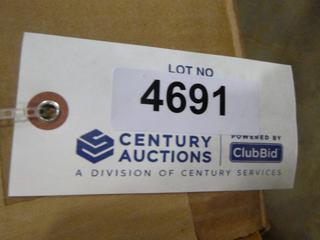 LOT NO
4691
CENTURY AUCTIONS
POWERED BY
ClubBid
A DIVISION OF CENTURY SERVICES